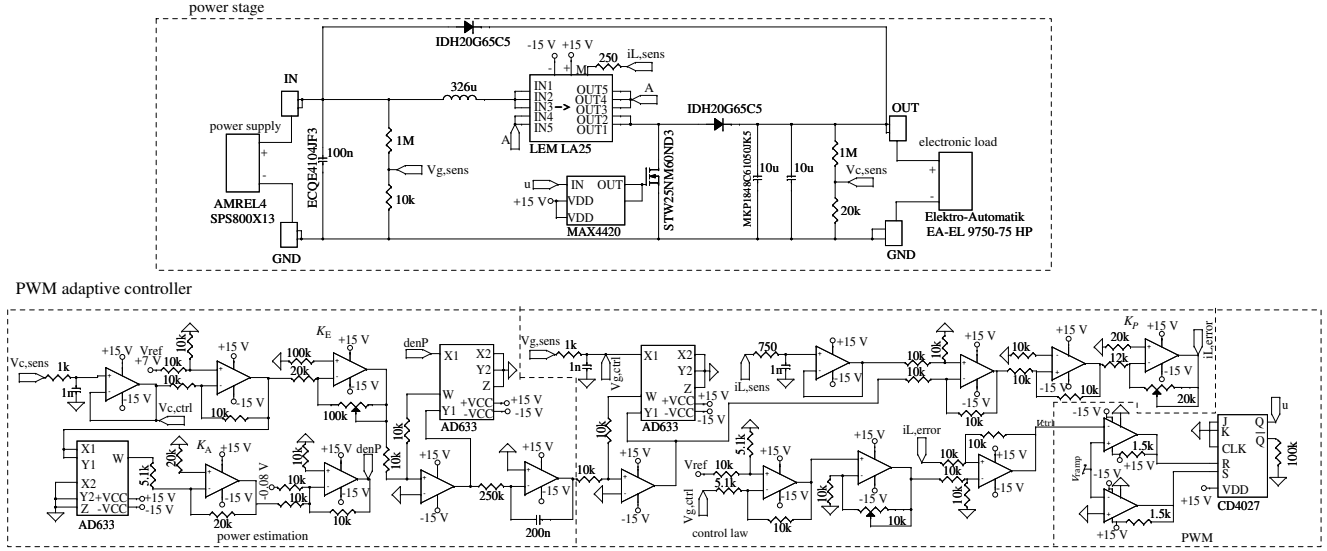 power stage
IDH20G65C5
-15 V +15 V
250
iL,sens
- + M
IN
326u
IN1
IN2
IN3
IN4
IN5
->
OUT5
OUT4
OUT3
OUT2
OUT1
A
A
LEM LA25
IDH20G65C5
OUT
power supply
+
-
AMREL4
SPS800X13
ECQE4104JF3
100n
1M
Vg,sens
10k
u
IN OUT
+15 V
VDD
VDD
MAX4420
STW25NM60ND3
MKP1848C61050JK5
10u
10u
1M
Vc,sens
20k
electronic load
+
-
Elektro-Automatik
EA-EL 9750-75 HP
GND
GND
PWM adaptive controller
Vc,sens
1k
1n
+15 V
-15 V
Vc,ctrl
Vref
+7 V
10k
10k
10k
+15 V
-15 V
10k
KE
100k
20k
+15 V
-15 V
100k
denP
X1
X2
Y2
Z
W
Y1
+VCC
-VCC
+15 V
-15 V
AD633
10k
10k
X1
Y1
X2
Y2
Z
W
+VCC
-VCC
+15 V
-15 V
AD633
5.1k
20k
KA
+15 V
-15 V
20k
-0.08 V
10k
10k
10k
+15 V
-15 V
10k
denP
+15 V
-15 V
250k
+15 V
-15 V
200n
power estimation
Vg,sens
1k
1n
Vg,ctrl
X1
X2
Y2
Z
W
Y1
+VCC
-VCC
+15 V
-15 V
AD633
10k
10k
+15 V
-15 V
iL,sens
750
1n
+15 V
-15 V
10k
10k
10k
+15 V
-15 V
10k
10k
10k
+15 V
-15 V
10k
KP
20k
12k
+15 V
-15 V
20k
iL,error
Vref
Vg,ctrl
10k
5.1k
5.1k
+15 V
-15 V
10k
10k
+15 V
-15 V
10k
iL,error
10k
10k
10k
10k
+15 V
-15 V
control law
-15 V
+15 V
1.5k
Vramp
-15 V
+15 V
1.5k
J
K
CLK
R
S
VDD
Q
Q
+15 V
CD4027
u
100k
PWM